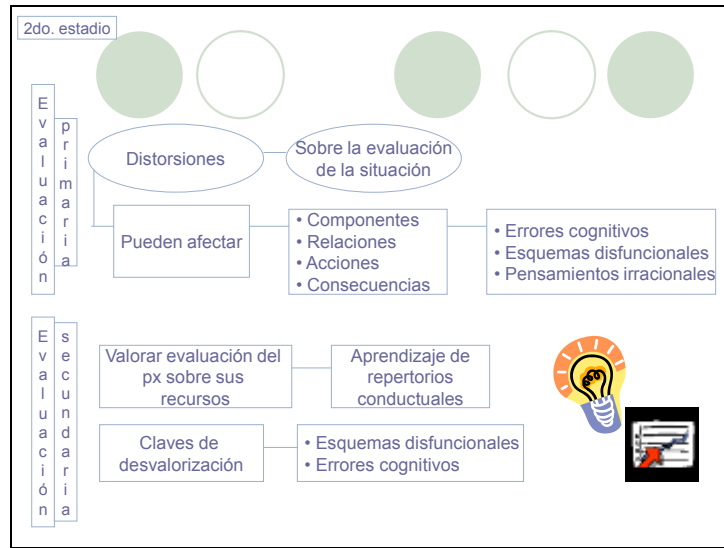 2do. estadio
Evaluación
primaria
Distorsiones
Sobre la evaluación
de la situación
Pueden afectar
• Componentes
• Relaciones
• Acciones
• Consecuencias
• Errores cognitivos
• Esquemas disfuncionales
• Pensamientos irracionales
Evaluación
secundaria
Valorar evaluación del
px sobre sus
recursos
Aprendizaje de
repertorios
conductuales
Claves de
desvalorización
• Esquemas disfuncionales
• Errores cognitivos